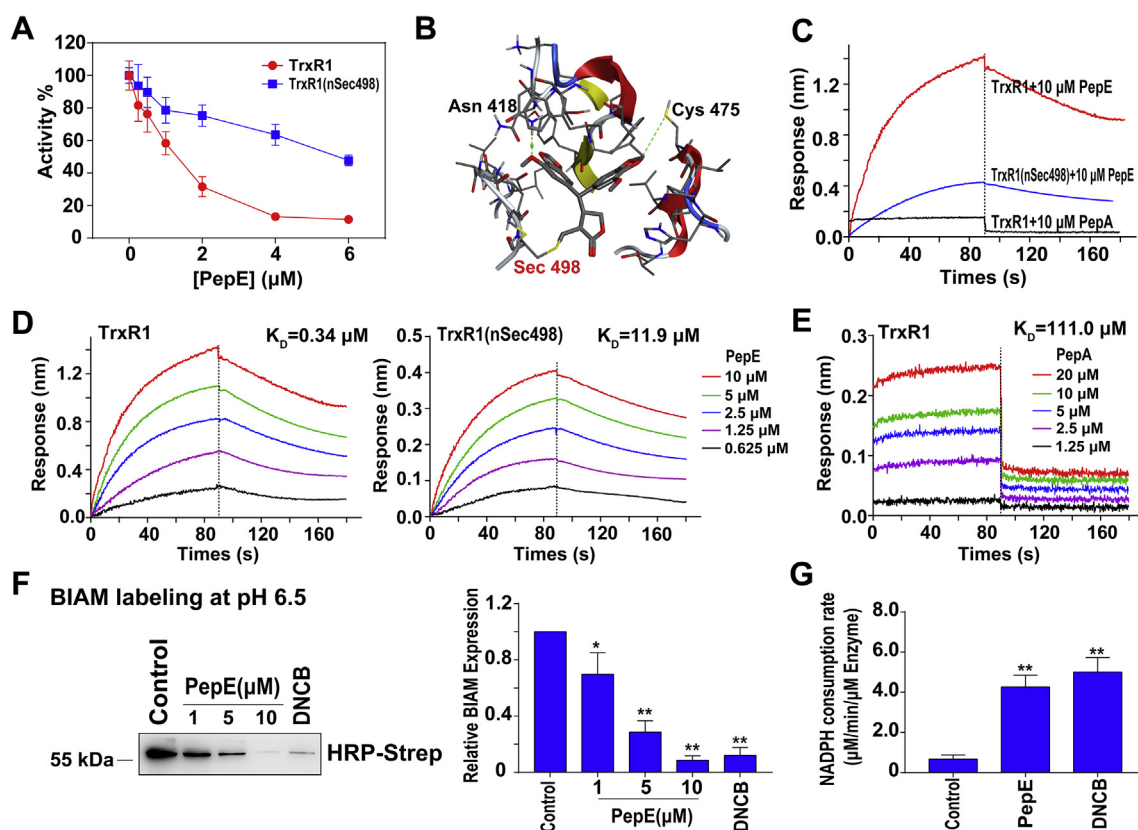 A
Activity %
120
100
80
60
40
20
0
0
2
4
6
[PepE] (μM)
TrxR1
TrxR1(nSec498)
B
Asn 418
Cys 475
Sec 498
C
Response (nm)
1.2
0.8
0.4
0.0
0
40
80
120
160
Times (s)
TrxR1+10 μM PepE
TrxR1(nSec498)+10 μM PepE
TrxR1+10 μM PepA
D
TrxR1
KD=0.34 μM
Response (nm)
1.2
0.8
0.4
0.0
0
40
80
120
160
Times (s)
TrxR1(nSec498)
KD=11.9 μM
Response (nm)
0.5
0.4
0.3
0.2
0.1
0.0
0
40
80
120
160
Times (s)
PepE
10 μM
5 μM
2.5 μM
1.25 μM
0.625 μM
E
TrxR1
KD=111.0 μM
Response (nm)
0.3
0.2
0.1
0.0
0
40
80
120
160
Times (s)
PepA
20 μM
10 μM
5 μM
2.5 μM
1.25 μM
F
BIAM labeling at pH 6.5
Control
PepE(μM)
1 5 10
DNCB
55 kDa
HRP-Strep
Relative BIAM Expression
1.2
0.8
0.4
0
*
**
**
**
Control
1
5
10
DNCB
PepE(μM)
G
NADPH consumption rate
(μM/min/μM Enzyme)
8.0
6.0
4.0
2.0
0
**
**
Control
PepE
DNCB